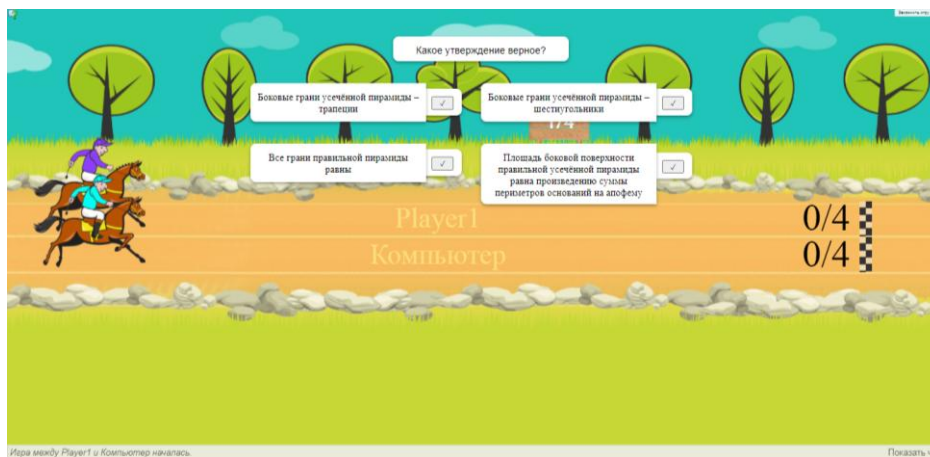 Какое утверждение верное?
Боковые грани усечённой пирамиды –
трапеции
Боковые грани усечённой пирамиды –
шестиугольники
1/4
Все грани правильной пирамиды
равны
Площадь боковой поверхности
правильной усечённой пирамиды
равна произведению суммы
периметров оснований на апофему
Player1
0/4
Компьютер
0/4
Игра между Player1 и Компьютер началась.
Показать